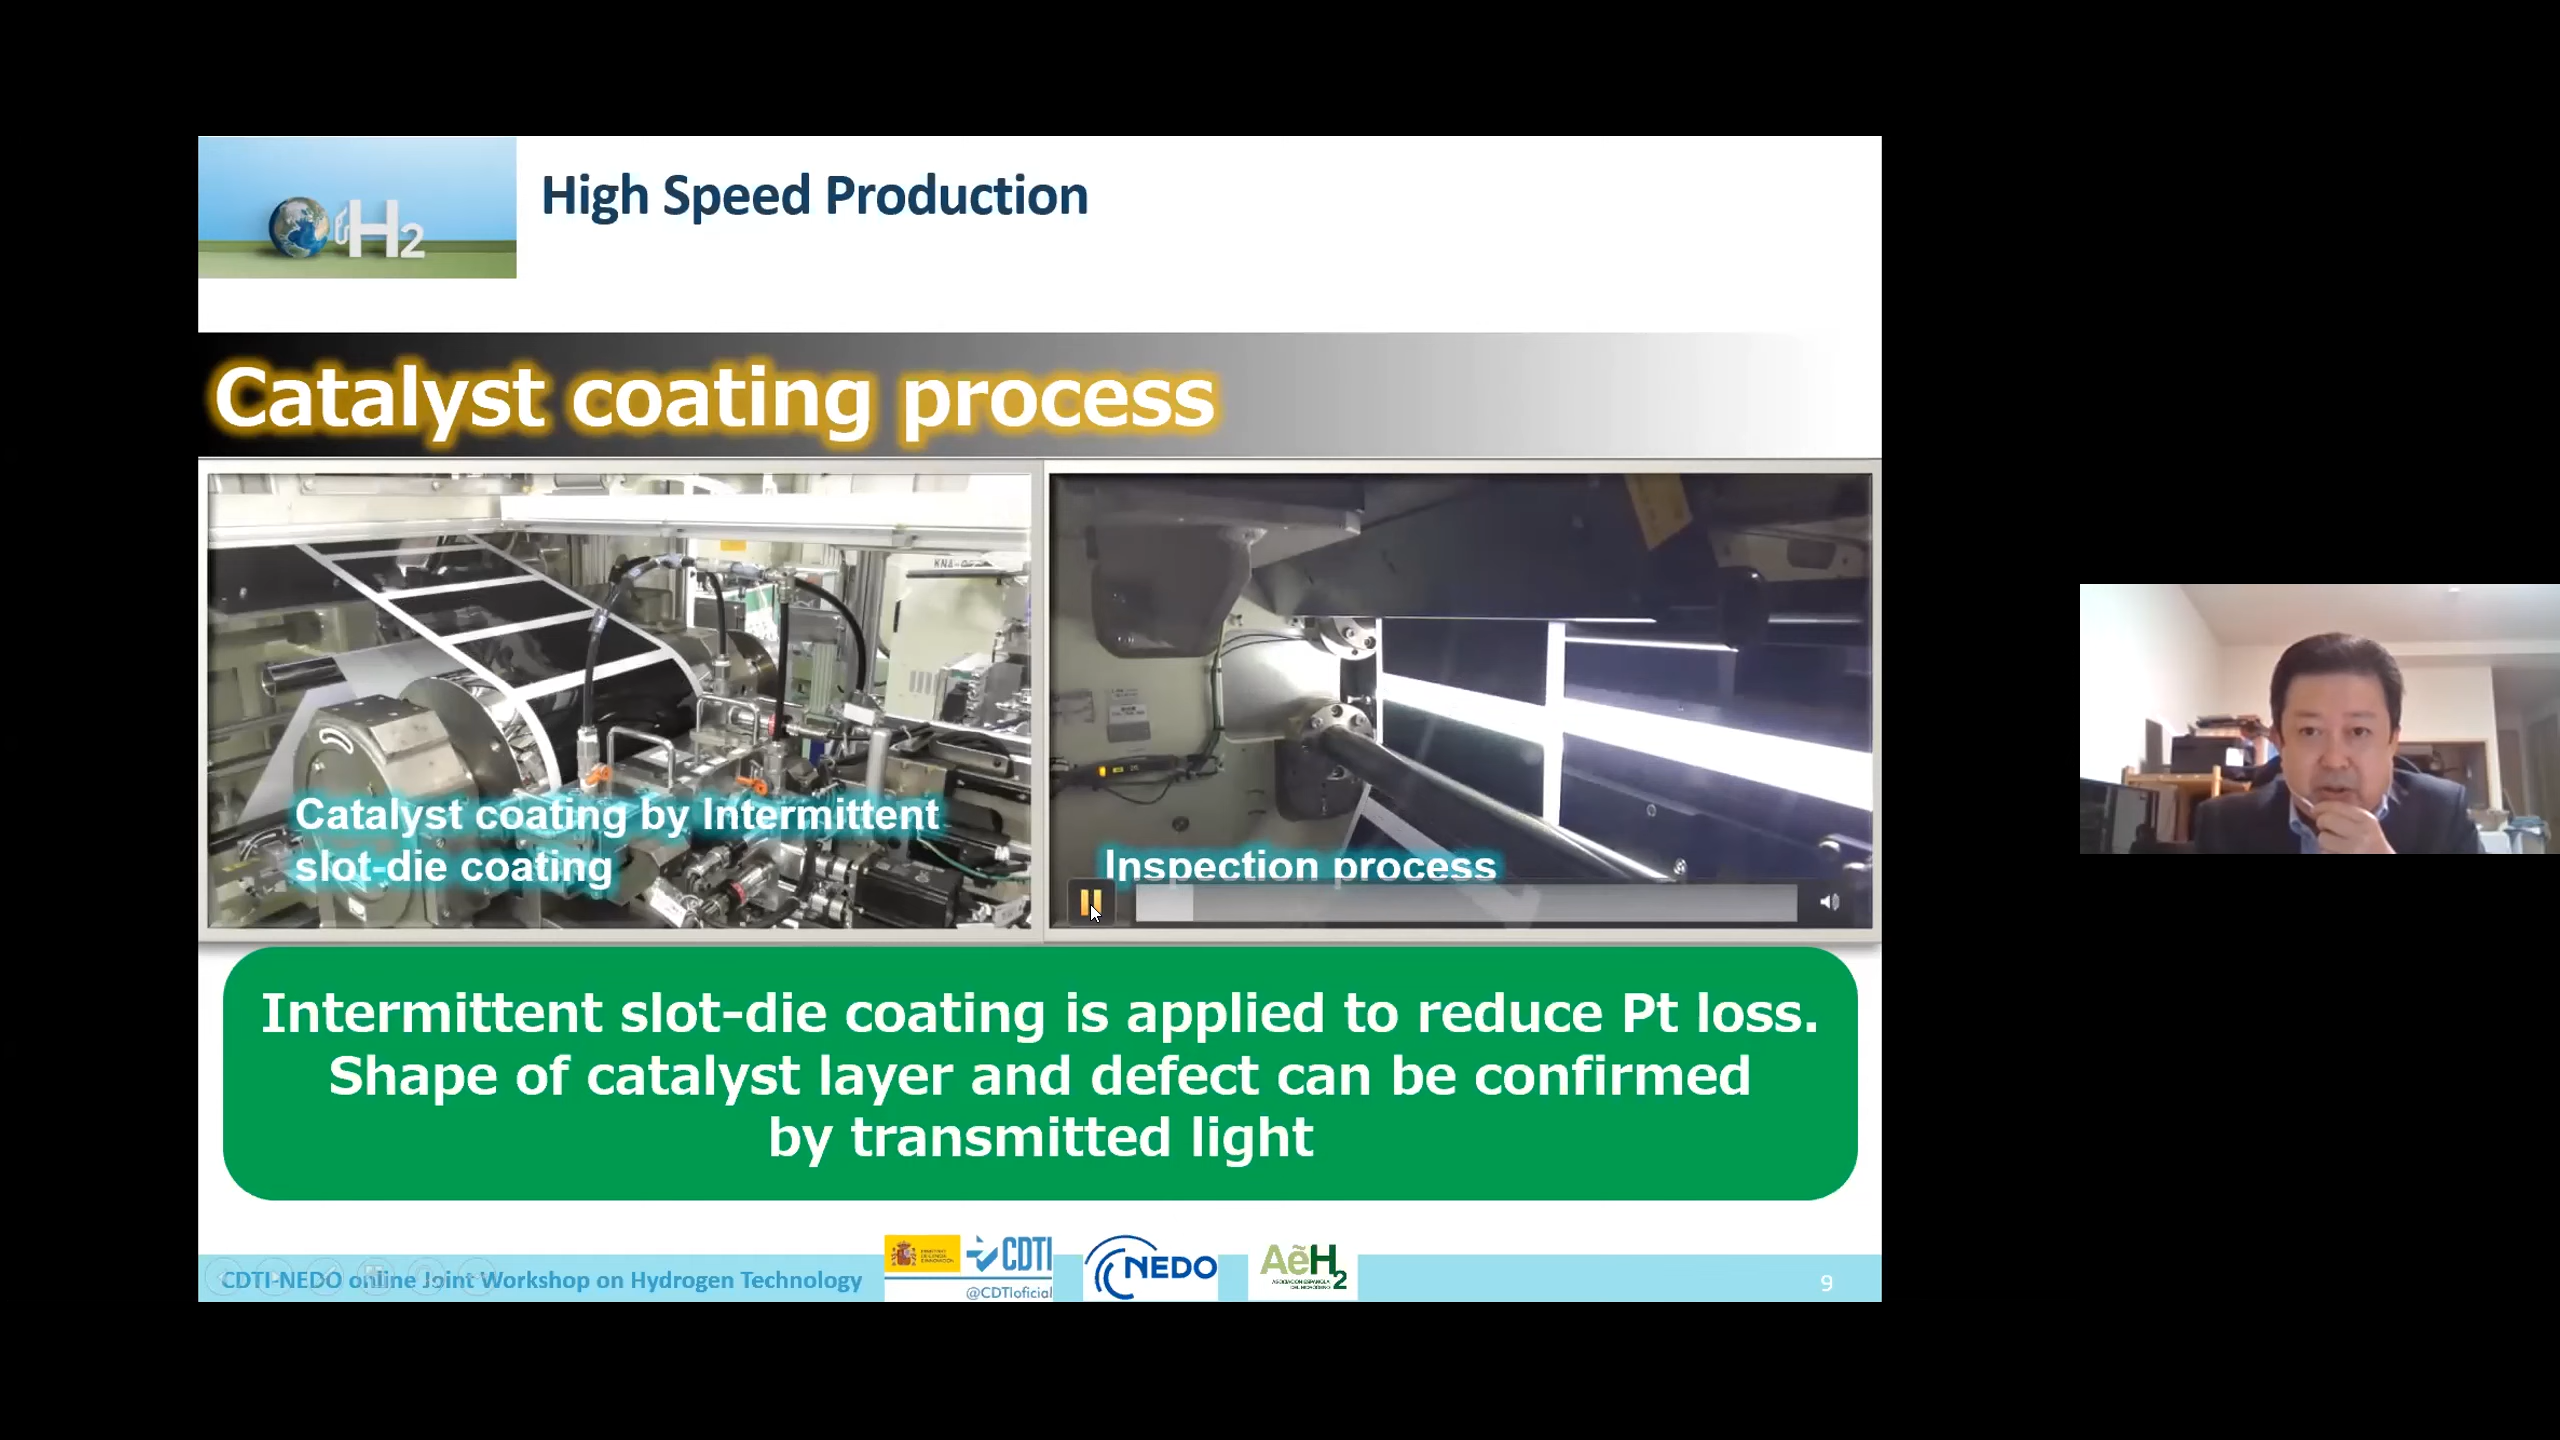 High Speed Production
H2
Catalyst coating process
Catalyst coating by Intermittent
slot-die coating
Inspection process
Intermittent slot-die coating is applied to reduce Pt loss.
Shape of catalyst layer and defect can be confirmed
by transmitted light
CDTI-NEDO online Joint Workshop on Hydrogen Technology
CDTI
@CDTIoficial
NEDO
AeH2
9